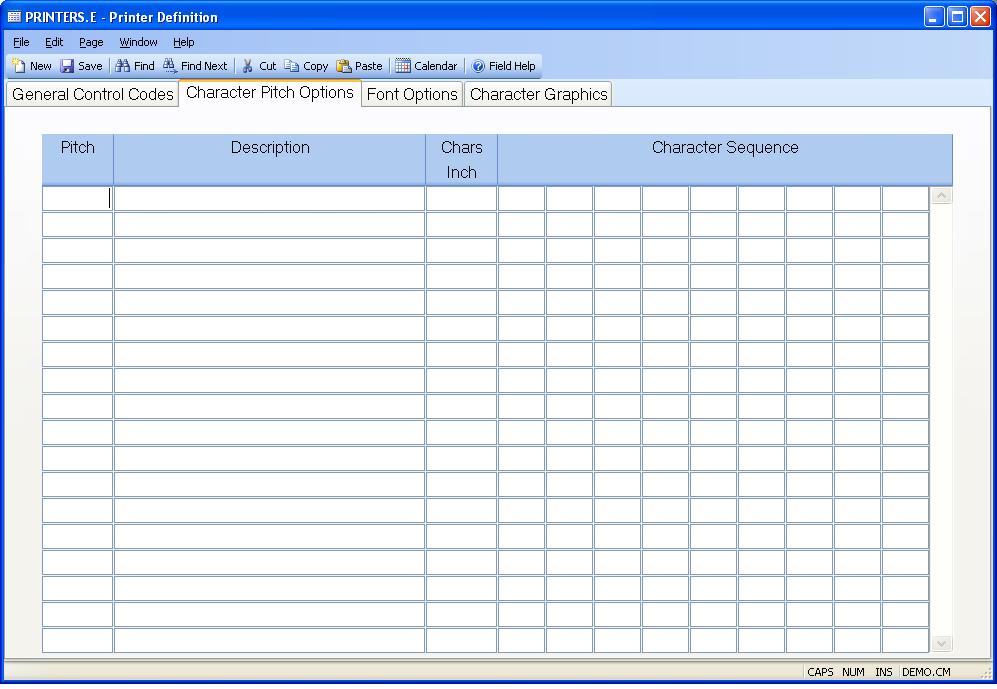 PRINTERS.E - Printer Definition
File Edit Page Window Help
New Save Find Find Next Cut Copy Paste Calendar Field Help
General Control Codes Character Pitch Options Font Options Character Graphics
Pitch Description Chars Character Sequence
Inch
CAPS NUM INS DEMO.CM